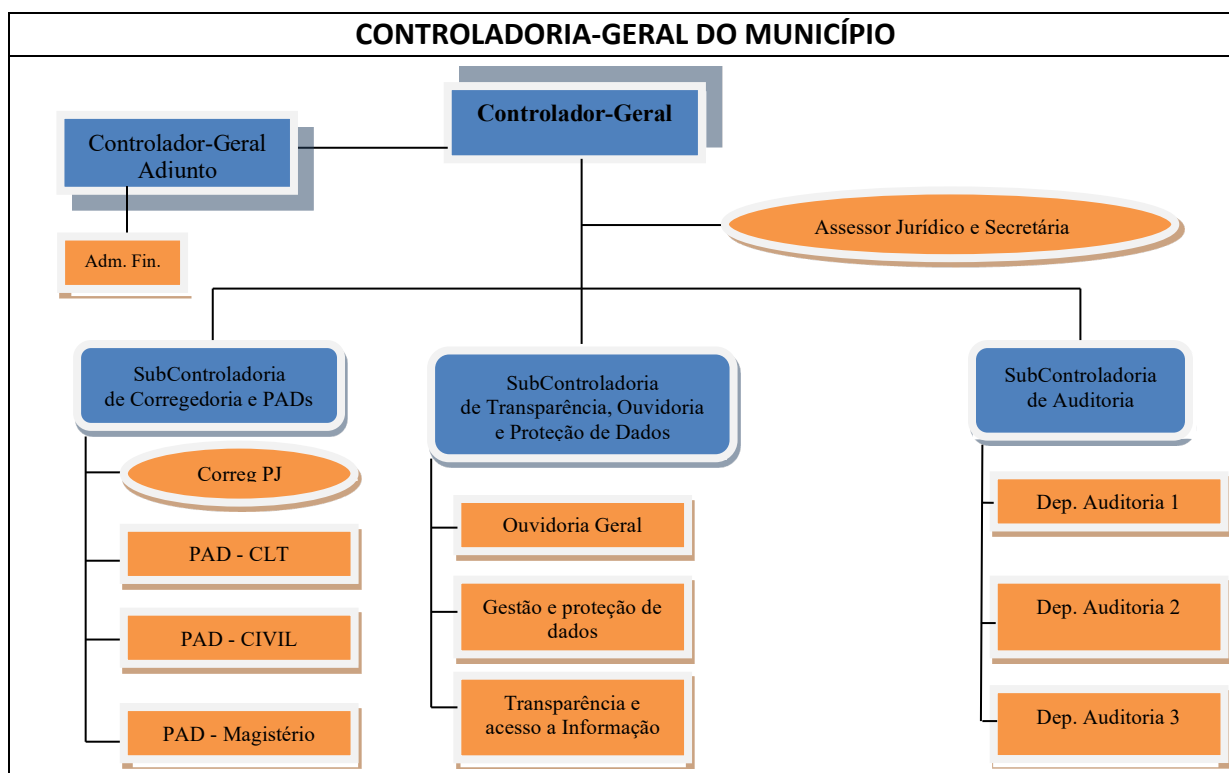 CONTROLADORIA-GERAL DO MUNICÍPIO
Controlador-Geral
Controlador-Geral
Adjunto
Assessor Jurídico e Secretária
Adm. Fin.
SubControladoria
de Corregedoria e PADs
SubControladoria
de Transparência, Ouvidoria
e Proteção de Dados
SubControladoria
de Auditoria
Correg PJ
PAD - CLT
PAD - CIVIL
PAD - Magistério
Ouvidoria Geral
Gestão e proteção de
dados
Transparência e
acesso a Informação
Dep. Auditoria 1
Dep. Auditoria 2
Dep. Auditoria 3